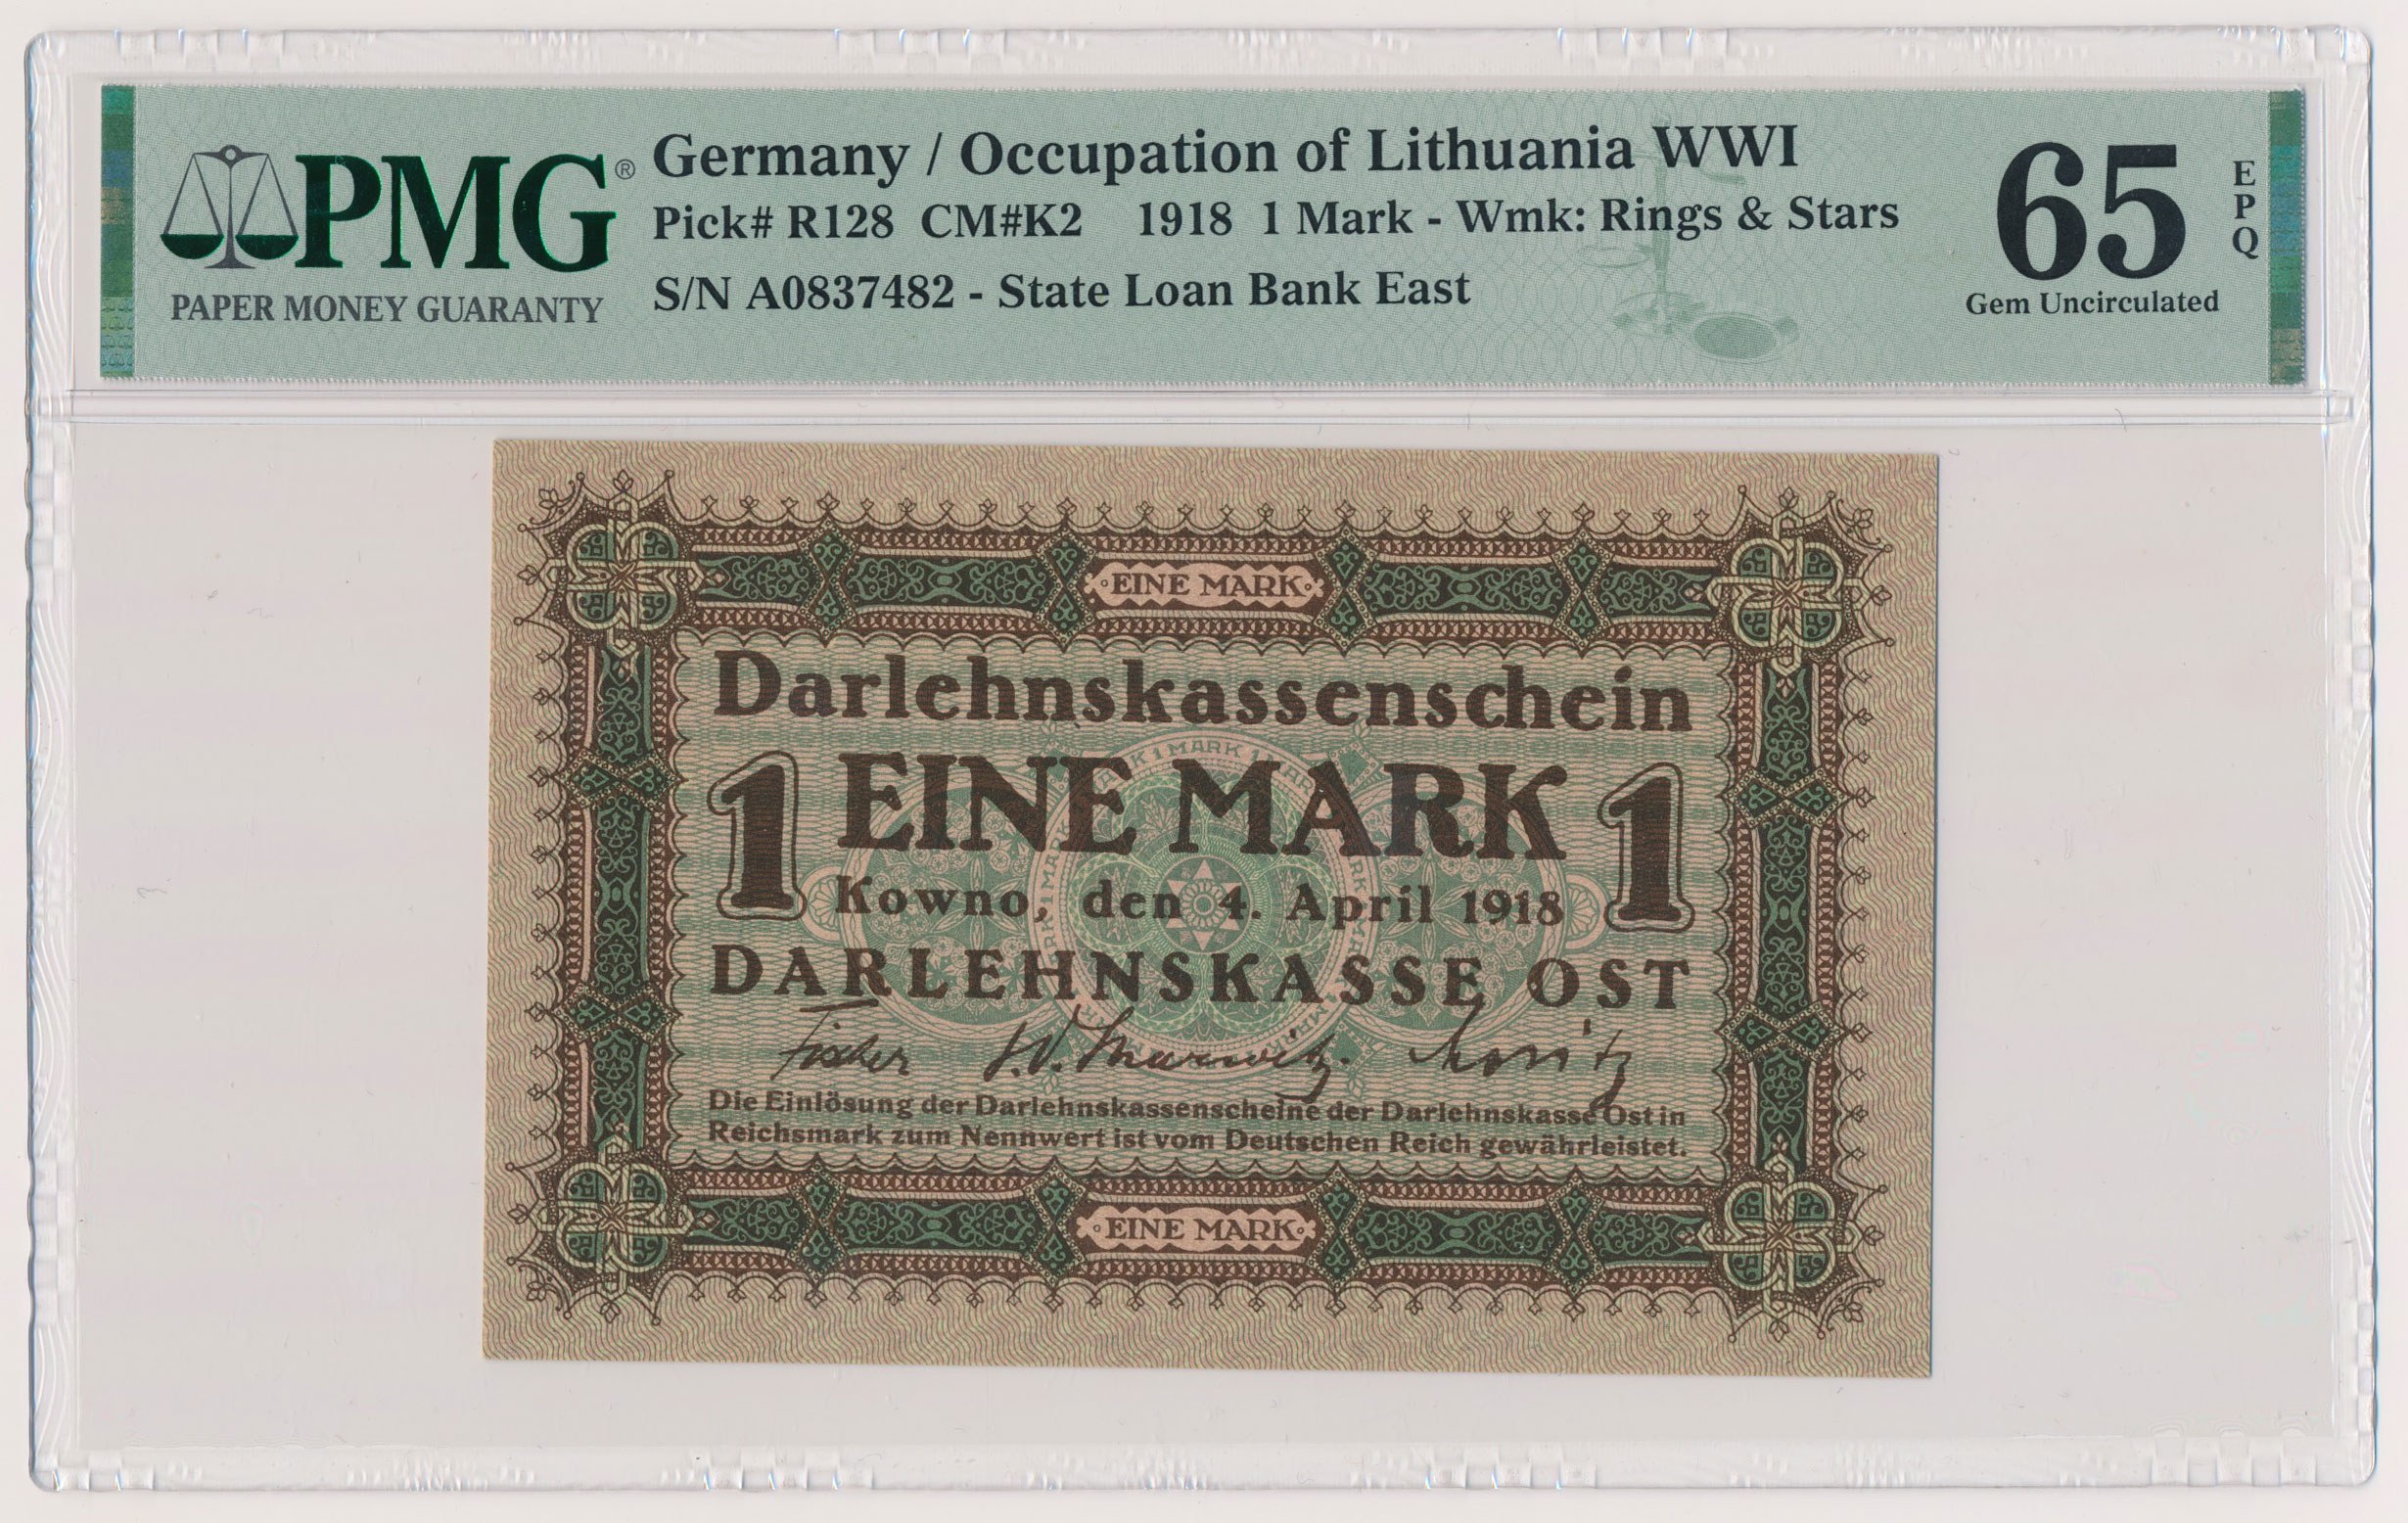 PMG®
PAPER MONEY GUARANTY
Germany / Occupation of Lithuania WWI
Pick# R128 CM#K2 1918 1 Mark - Wmk: Rings & Stars
S/N A0837482 - State Loan Bank East
65
EPQ
Gem Uncirculated
EINE MARK
Darlehnskassenschein
1 EINE MARK 1
1 MARK
Kowno, den 4. April 1918
DARLEHNSKASSE OST
Fischer
Die Einlösung der Darlehnskassenscheine der Darlehnskasse Ost in
Reichsmark zum Nennwert ist vom Deutschen Reich gewährleistet.
EINE MARK